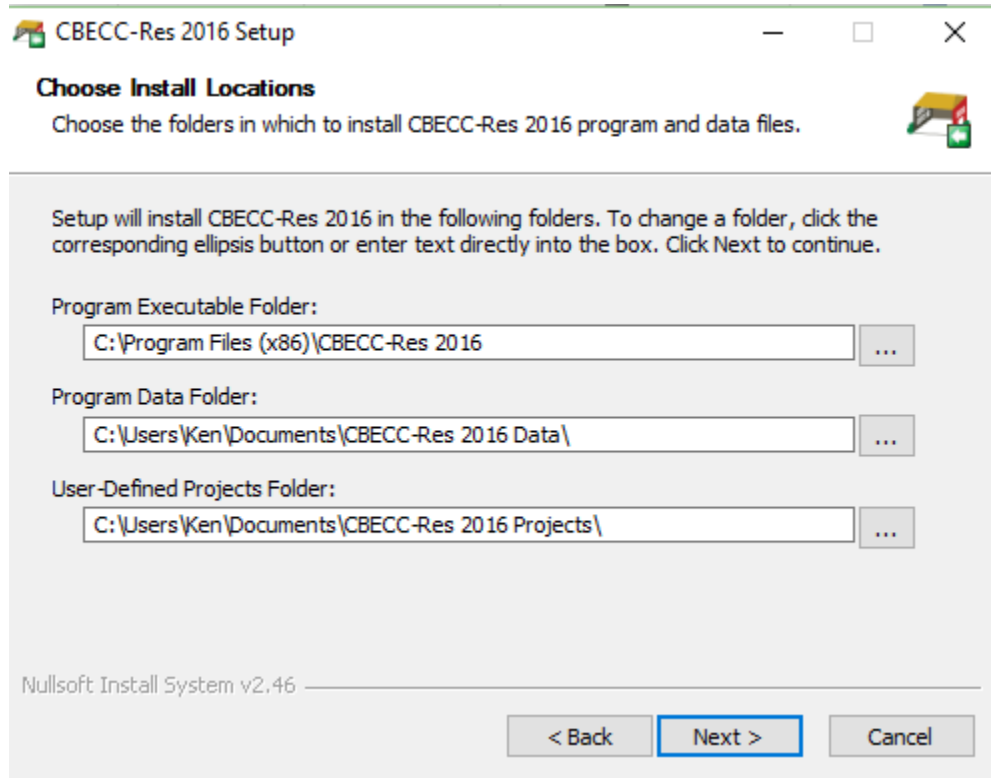 CBECC-Res 2016 Setup
Choose Install Locations
Choose the folders in which to install CBECC-Res 2016 program and data files.
Setup will install CBECC-Res 2016 in the following folders. To change a folder, click the
corresponding ellipsis button or enter text directly into the box. Click Next to continue.
Program Executable Folder:
C:\Program Files (x86)\CBECC-Res 2016
...
Program Data Folder:
C:\Users\Ken\Documents\CBECC-Res 2016 Data\
...
User-Defined Projects Folder:
C:\Users\Ken\Documents\CBECC-Res 2016 Projects\
...
Nullsoft Install System v2.46
< Back Next > Cancel